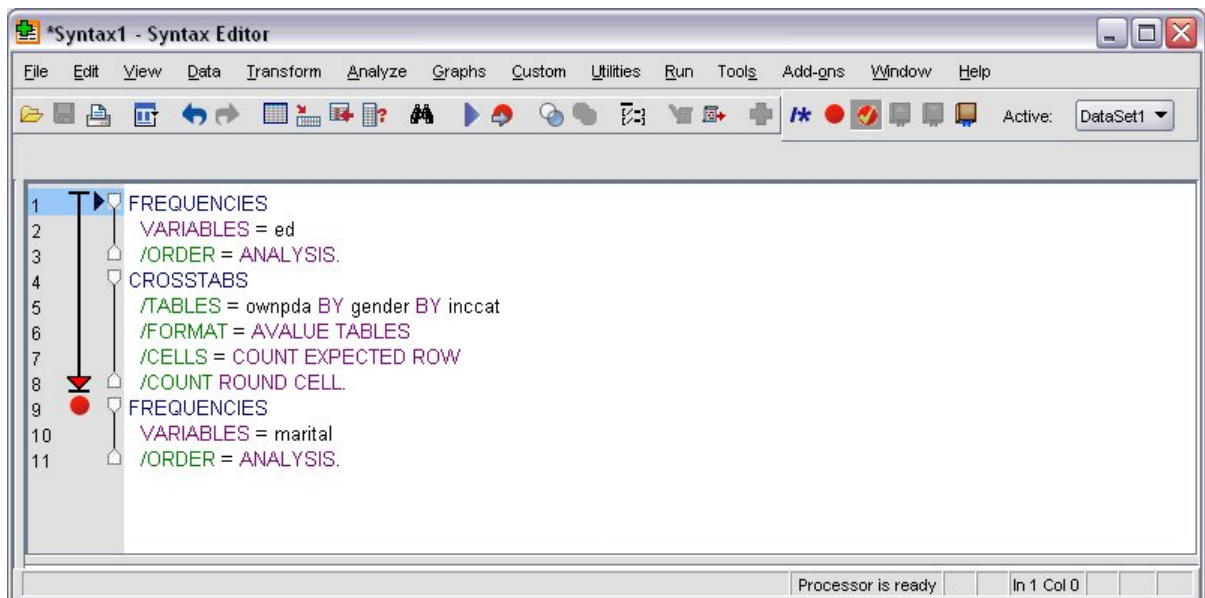 *Syntax1 - Syntax Editor
File Edit View Data Transform Analyze Graphs Custom Utilities Run Tools Add-ons Window Help
Active: DataSet1
1 FREQUENCIES
2 VARIABLES = ed
3 /ORDER = ANALYSIS.
4 CROSSTABS
5 /TABLES = ownpda BY gender BY inccat
6 /FORMAT = AVALUE TABLES
7 /CELLS = COUNT EXPECTED ROW
8 /COUNT ROUND CELL.
9 FREQUENCIES
10 VARIABLES = marital
11 /ORDER = ANALYSIS.
Processor is ready In 1 Col 0